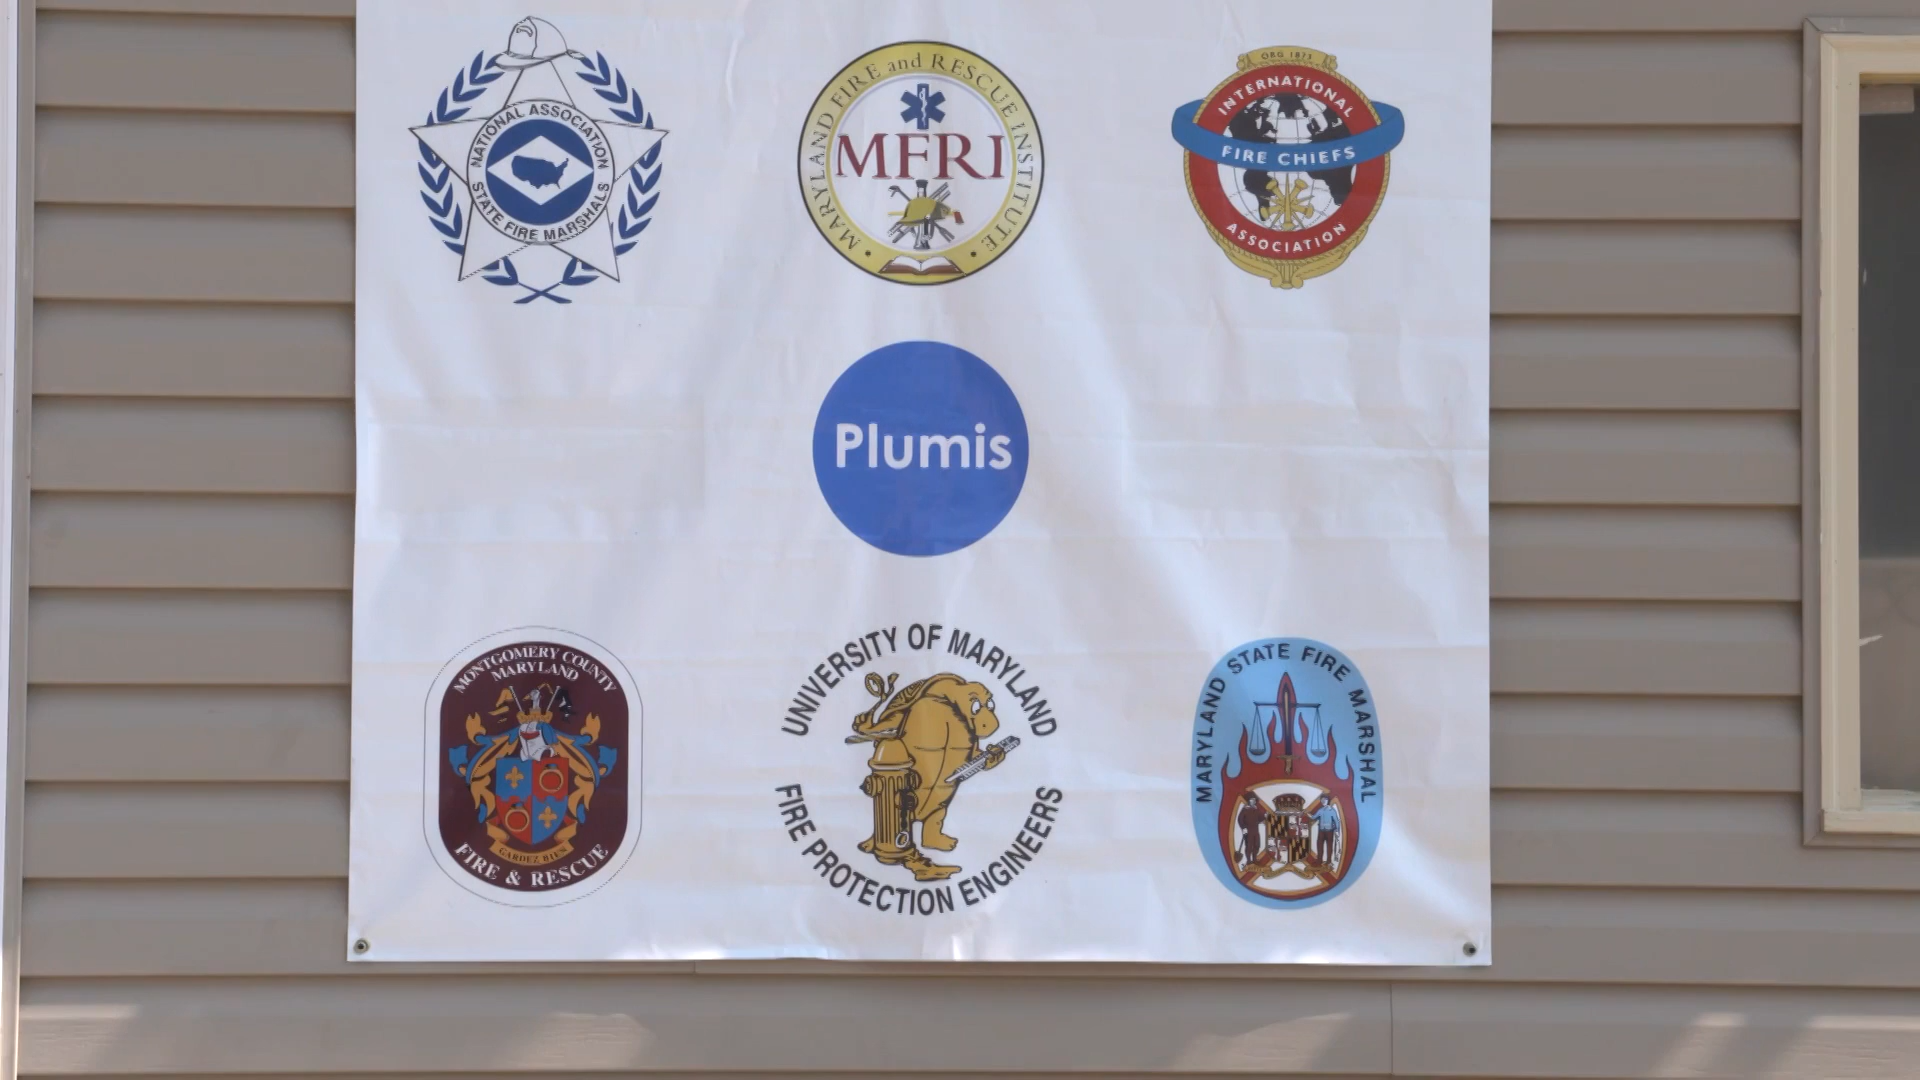 NATIONAL ASSOCIATION
STATE FIRE MARSHALS
MARYLAND FIRE and RESCUE INSTITUTE
MFRI
ORG 1873
INTERNATIONAL
FIRE CHIEFS
ASSOCIATION
Plumis
MONTGOMERY COUNTY
MARYLAND
GARDEZ BIEN
FIRE & RESCUE
UNIVERSITY OF MARYLAND
FIRE PROTECTION ENGINEERS
MARYLAND STATE FIRE MARSHAL